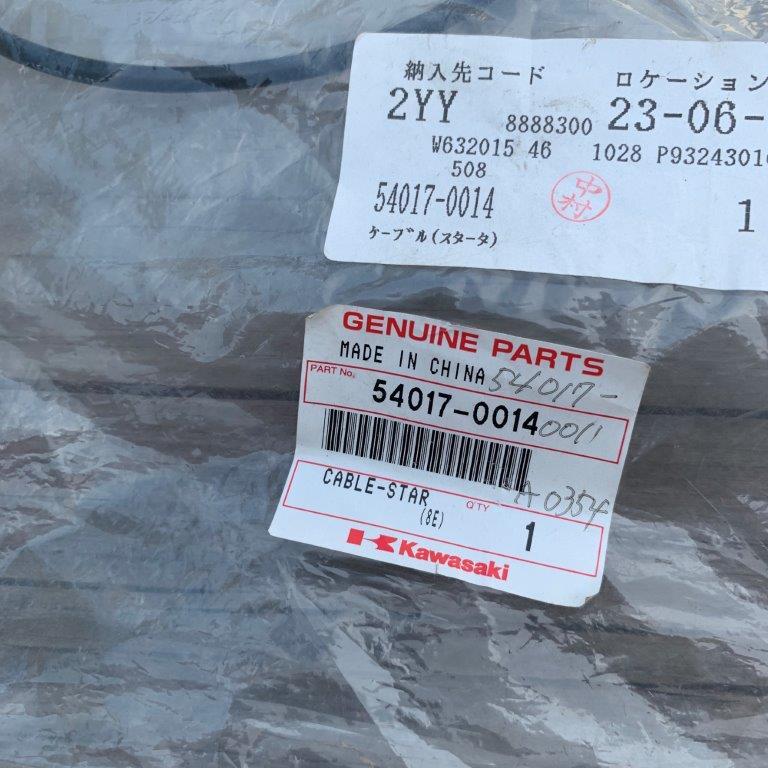 納入先コード ロケーション
2YY 8888300 23-06-
W632015 46 1028 P9324301
508
54017-0014 中村 1
ケーブル(スタータ)
GENUINE PARTS
MADE IN CHINA 54017-
PART No.
54017-0014 0011
CABLE-STAR A0354
(8E) Q'TY 1
Kawasaki